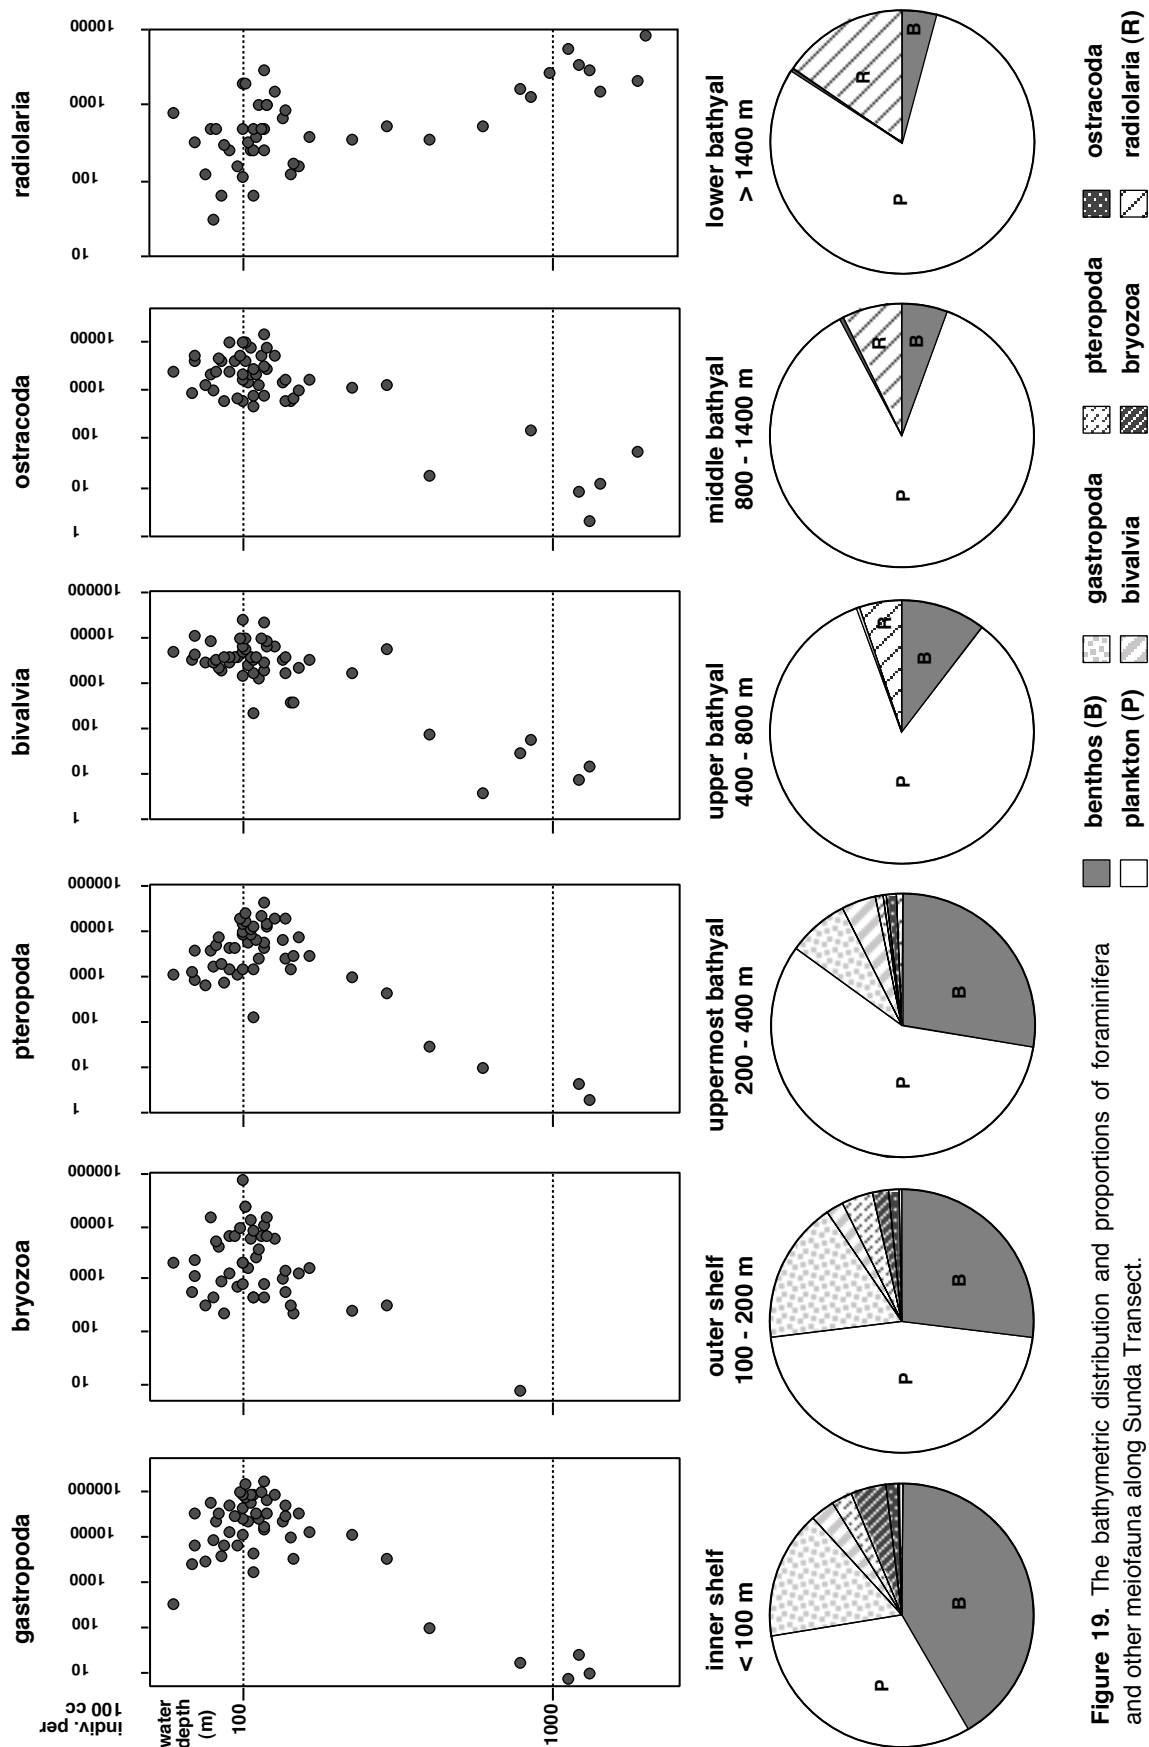 indiv. per
100 cc
water
depth
(m)
100
1000
gastropoda
10
100
1000
10000
100000
bryozoa
10
100
1000
10000
100000
pteropoda
1
10
100
1000
10000
100000
bivalvia
1
10
100
1000
10000
100000
ostracoda
1
10
100
1000
10000
radiolaria
10
100
1000
10000
inner shelf
< 100 m
P
B
outer shelf
100 - 200 m
P
B
uppermost bathyal
200 - 400 m
P
B
upper bathyal
400 - 800 m
P
B
R
middle bathyal
800 - 1400 m
P
B
R
lower bathyal
> 1400 m
P
B
R
benthos (B)
gastropoda
pteropoda
ostracoda
plankton (P)
bivalvia
bryozoa
radiolaria (R)
Figure 19. The bathymetric distribution and proportions of foraminifera
and other meiofauna along Sunda Transect.